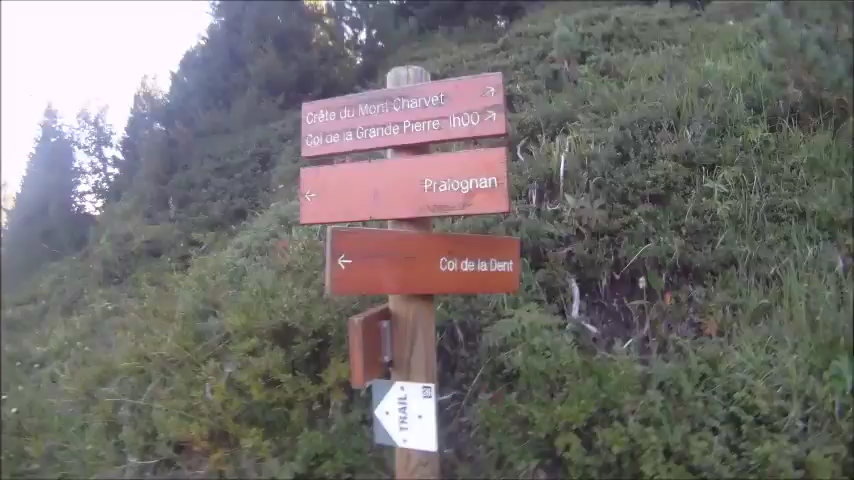 Crête du Mont Charvet
Col de la Grande Pierre 1h00
Pralognan
Col de la Dent
TRAIL